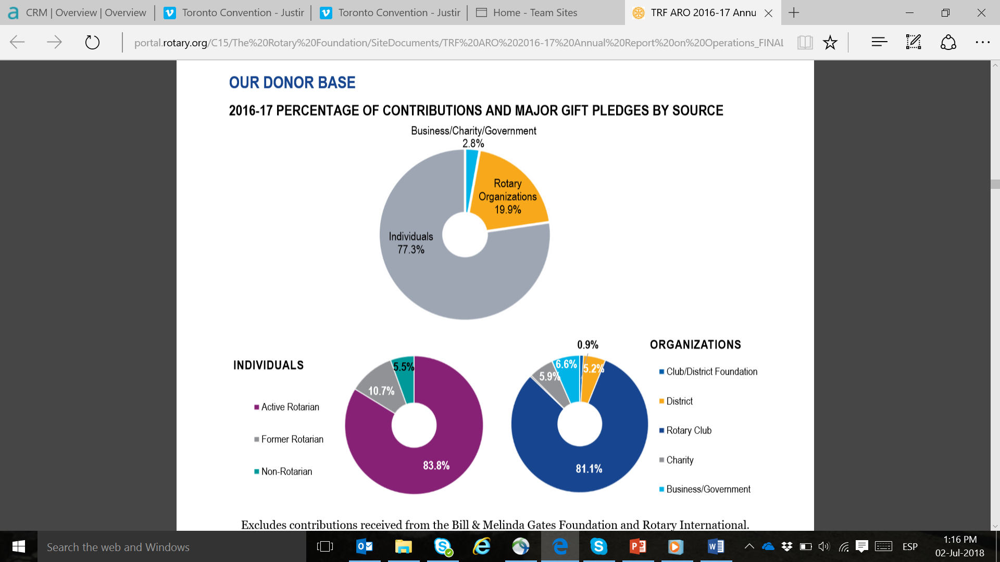 CRM | Overview | Overview
Toronto Convention - Justir
Toronto Convention - Justir
Home - Team Sites
TRF ARO 2016-17 Annu
portal.rotary.org/C15/The%20Rotary%20Foundation/SiteDocuments/TRF%20ARO%202016-17%20Annual%20Report%20on%20Operations_FINAL
OUR DONOR BASE
2016-17 PERCENTAGE OF CONTRIBUTIONS AND MAJOR GIFT PLEDGES BY SOURCE
Business/Charity/Government
2.8%
Rotary
Organizations
19.9%
Individuals
77.3%
INDIVIDUALS
Active Rotarian
Former Rotarian
Non-Rotarian
5.5%
10.7%
83.8%
0.9%
6.6%
5.2%
5.9%
81.1%
ORGANIZATIONS
Club/District Foundation
District
Rotary Club
Charity
Business/Government
Excludes contributions received from the Bill & Melinda Gates Foundation and Rotary International.
Search the web and Windows
ESP
1:16 PM
02-Jul-2018